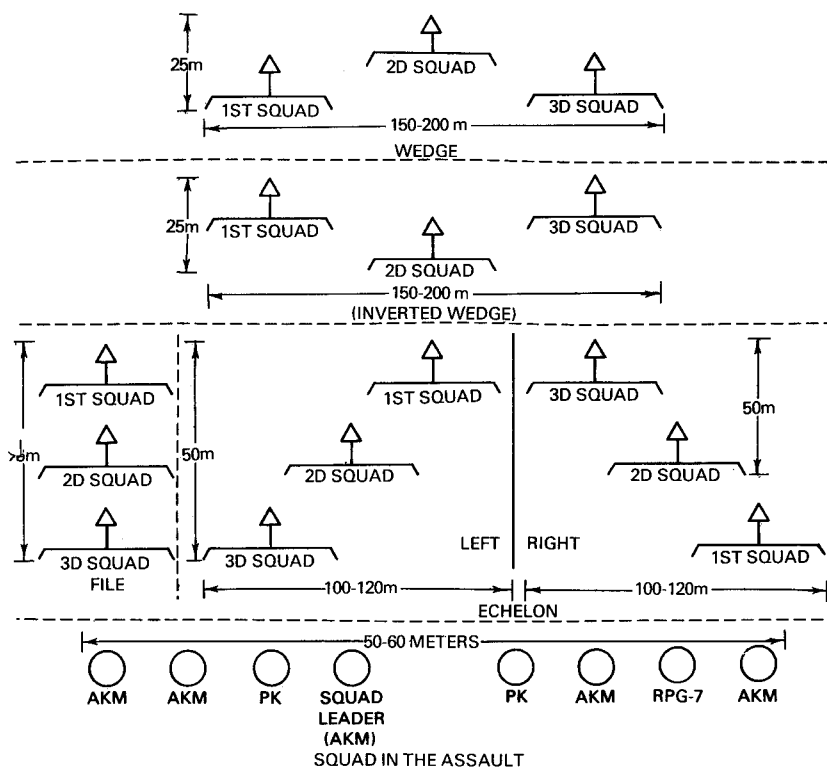 2D SQUAD
25m
1ST SQUAD
3D SQUAD
150-200 m
WEDGE
1ST SQUAD
3D SQUAD
25m
2D SQUAD
150-200 m
(INVERTED WEDGE)
1ST SQUAD
2D SQUAD
3D SQUAD
FILE
50m
1ST SQUAD
2D SQUAD
3D SQUAD
LEFT
100-120m
RIGHT
3D SQUAD
50m
2D SQUAD
1ST SQUAD
100-120m
ECHELON
50-60 METERS
AKM
AKM
PK
SQUAD
LEADER
(AKM)
PK
AKM
RPG-7
AKM
SQUAD IN THE ASSAULT